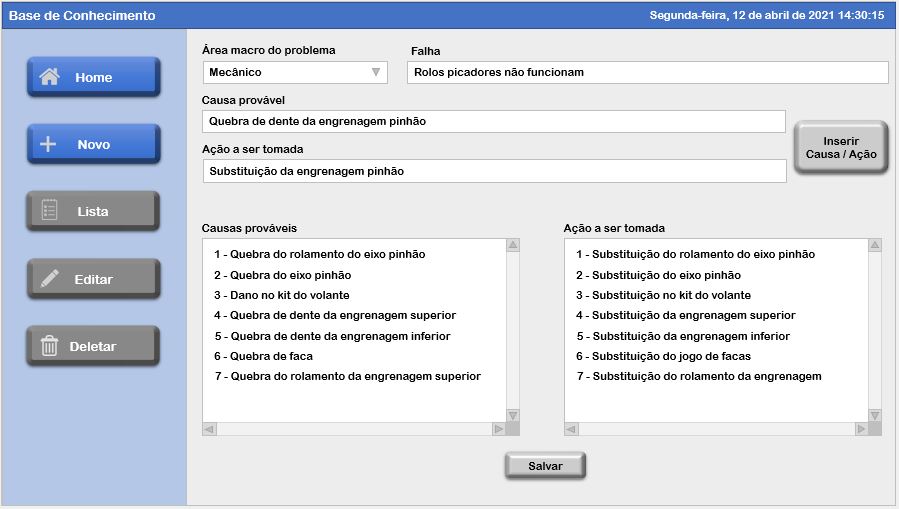 Base de Conhecimento
Segunda-feira, 12 de abril de 2021 14:30:15
Home
Novo
Lista
Editar
Deletar
Área macro do problema
Falha
Mecânico
Rolos picadores não funcionam
Causa provável
Quebra de dente da engrenagem pinhão
Ação a ser tomada
Substituição da engrenagem pinhão
Inserir
Causa / Ação
Causas prováveis
1 - Quebra do rolamento do eixo pinhão
2 - Quebra do eixo pinhão
3 - Dano no kit do volante
4 - Quebra de dente da engrenagem superior
5 - Quebra de dente da engrenagem inferior
6 - Quebra de faca
7 - Quebra do rolamento da engrenagem superior
Ação a ser tomada
1 - Substituição do rolamento do eixo pinhão
2 - Substituição do eixo pinhão
3 - Substituição no kit do volante
4 - Substituição da engrenagem superior
5 - Substituição da engrenagem inferior
6 - Substituição do jogo de facas
7 - Substituição do rolamento da engrenagem
Salvar